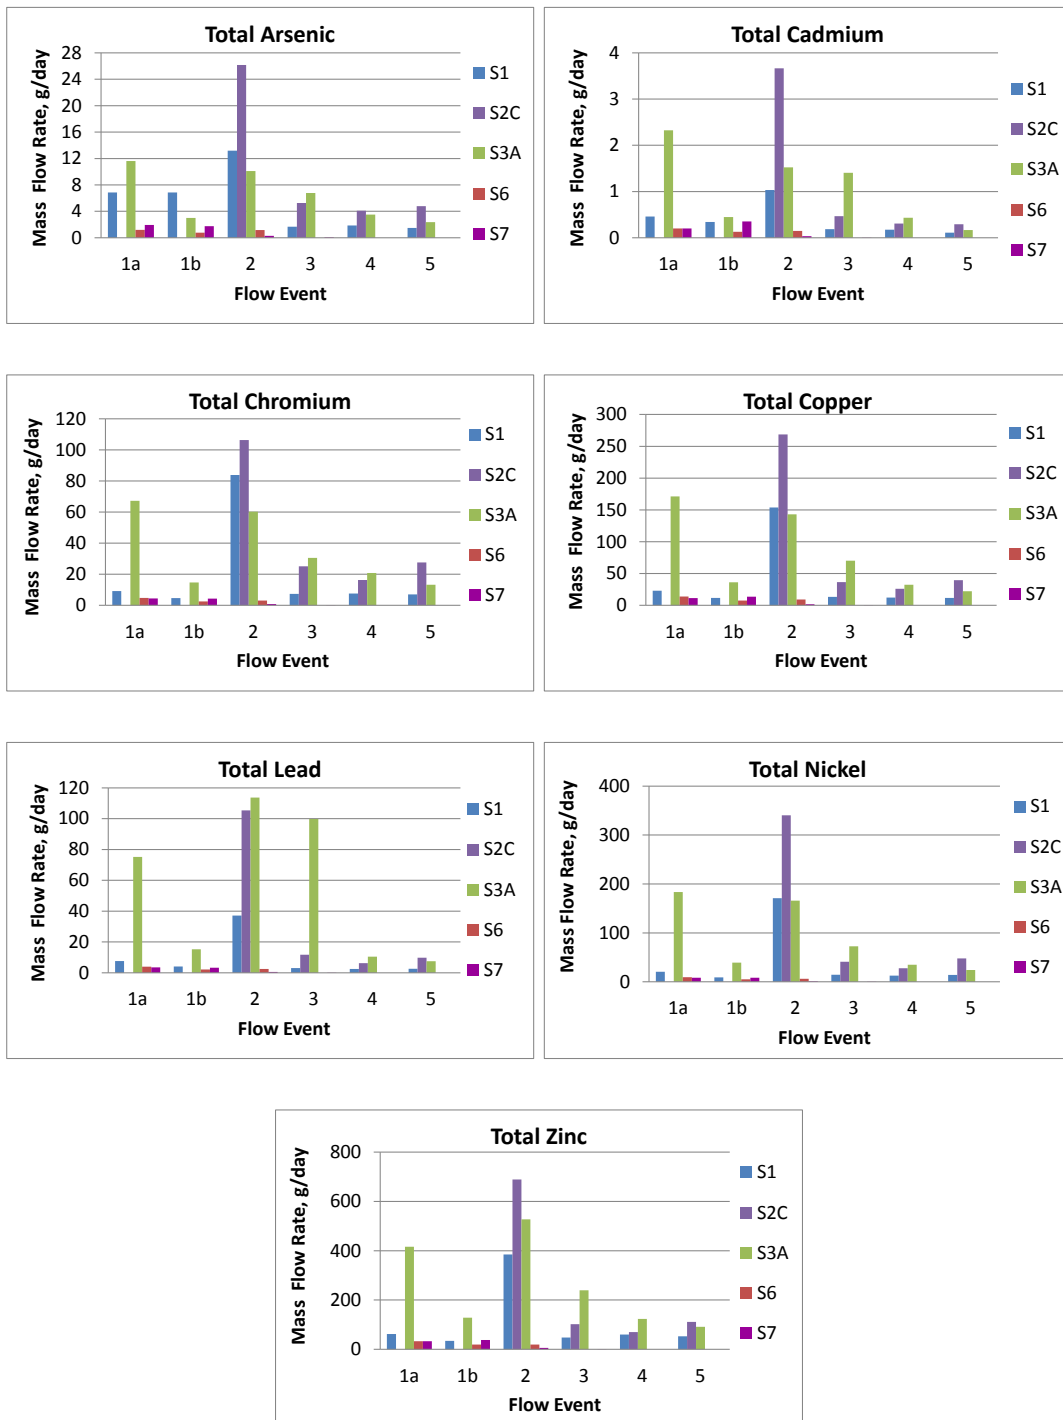 Total Arsenic
Mass Flow Rate, g/day
28
24
20
16
12
8
4
0
1a 1b 2 3 4 5
Flow Event
S1
S2C
S3A
S6
S7
Total Cadmium
Mass Flow Rate, g/day
4
3
2
1
0
1a 1b 2 3 4 5
Flow Event
S1
S2C
S3A
S6
S7
Total Chromium
Mass Flow Rate, g/day
120
100
80
60
40
20
0
1a 1b 2 3 4 5
Flow Event
S1
S2C
S3A
S6
S7
Total Copper
Mass Flow Rate, g/day
300
250
200
150
100
50
0
1a 1b 2 3 4 5
Flow Event
S1
S2C
S3A
S6
S7
Total Lead
Mass Flow Rate, g/day
120
100
80
60
40
20
0
1a 1b 2 3 4 5
Flow Event
S1
S2C
S3A
S6
S7
Total Nickel
Mass Flow Rate, g/day
400
300
200
100
0
1a 1b 2 3 4 5
Flow Event
S1
S2C
S3A
S6
S7
Total Zinc
Mass Flow Rate, g/day
800
600
400
200
0
1a 1b 2 3 4 5
Flow Event
S1
S2C
S3A
S6
S7